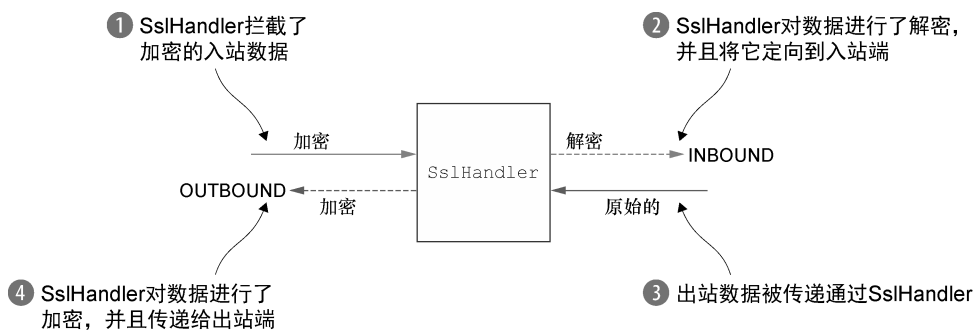 1 SslHandler拦截了
加密的入站数据
2 SslHandler对数据进行了解密,
并且将它定向到入站端
加密
解密
SslHandler
INBOUND
OUTBOUND
加密
原始的
4 SslHandler对数据进行了
加密，并且传递给出站端
3 出站数据被传递通过SslHandler